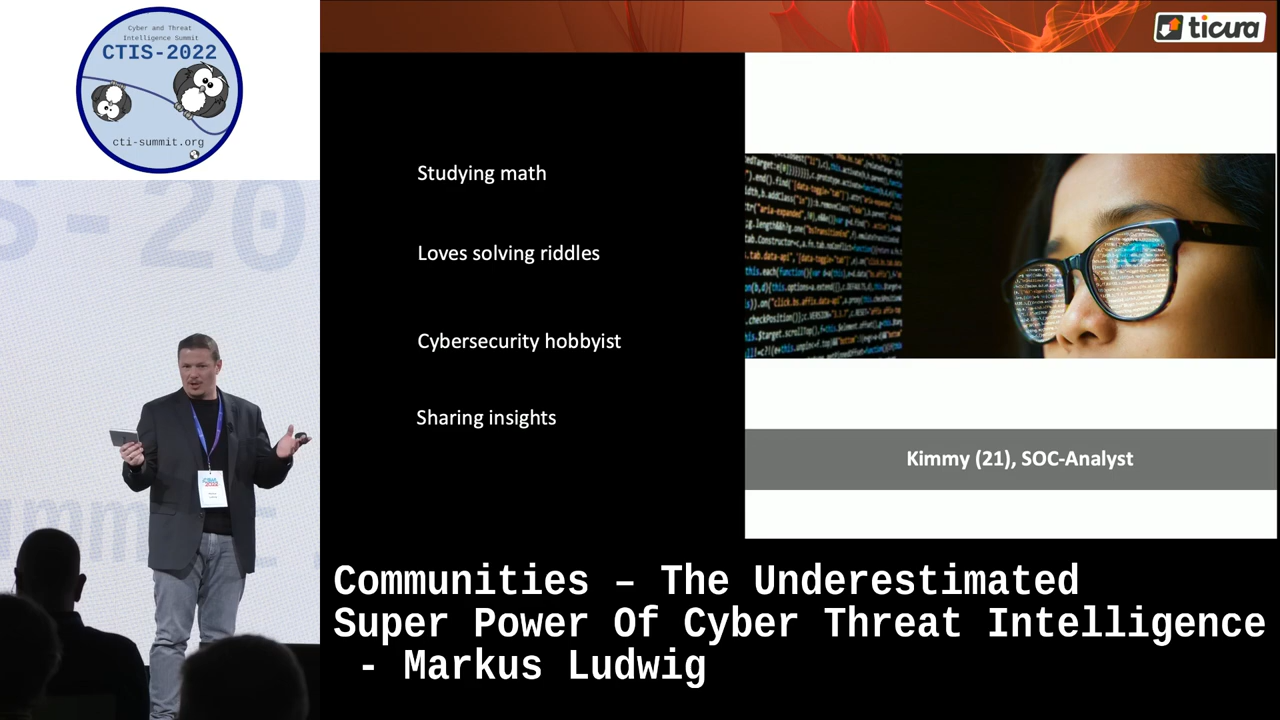 Cyber and Threat
Intelligence Summit
CTIS-2022
cti-summit.org
ticura
Studying math
Loves solving riddles
Cybersecurity hobbyist
Sharing insights
Kimmy (21), SOC-Analyst
Communities – The Underestimated
Super Power Of Cyber Threat Intelligence
- Markus Ludwig